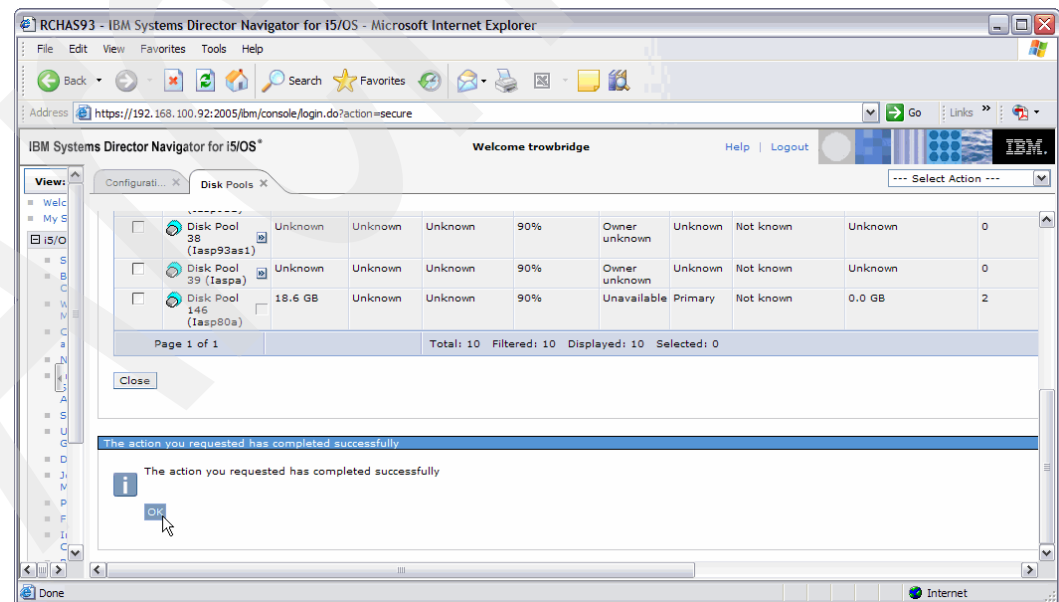 RCHAS93 - IBM Systems Director Navigator for i5/OS - Microsoft Internet Explorer
File Edit View Favorites Tools Help
Back Search Favorites
Address https://192.168.100.92:2005/ibm/console/login.do?action=secure Go Links »
IBM Systems Director Navigator for i5/OS® Welcome trowbridge Help | Logout IBM.
View: Configurati... X Disk Pools X --- Select Action ---
Welc
My S
i5/O
Disk Pool 38 (Iasp93as1) Unknown Unknown Unknown 90% Owner unknown Unknown Not known Unknown 0
Disk Pool 39 (Iaspa) Unknown Unknown Unknown 90% Owner unknown Unknown Not known Unknown 0
Disk Pool 146 (Iasp80a) 18.6 GB Unknown Unknown 90% Unavailable Primary Not known 0.0 GB 2
Page 1 of 1 Total: 10 Filtered: 10 Displayed: 10 Selected: 0
Close
The action you requested has completed successfully
The action you requested has completed successfully
OK
Done Internet